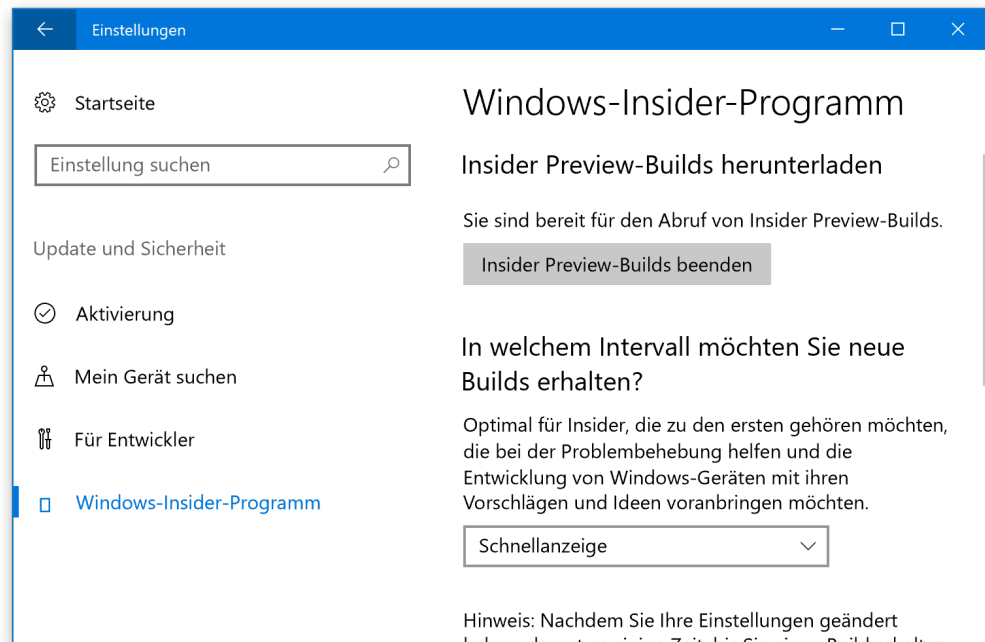 Einstellungen
Startseite
Einstellung suchen
Update und Sicherheit
Aktivierung
Mein Gerät suchen
Für Entwickler
Windows-Insider-Programm
Windows-Insider-Programm
Insider Preview-Builds herunterladen
Sie sind bereit für den Abruf von Insider Preview-Builds.
Insider Preview-Builds beenden
In welchem Intervall möchten Sie neue
Builds erhalten?
Optimal für Insider, die zu den ersten gehören möchten,
die bei der Problembehebung helfen und die
Entwicklung von Windows-Geräten mit ihren
Vorschlägen und Ideen voranbringen möchten.
Schnellanzeige
Hinweis: Nachdem Sie Ihre Einstellungen geändert